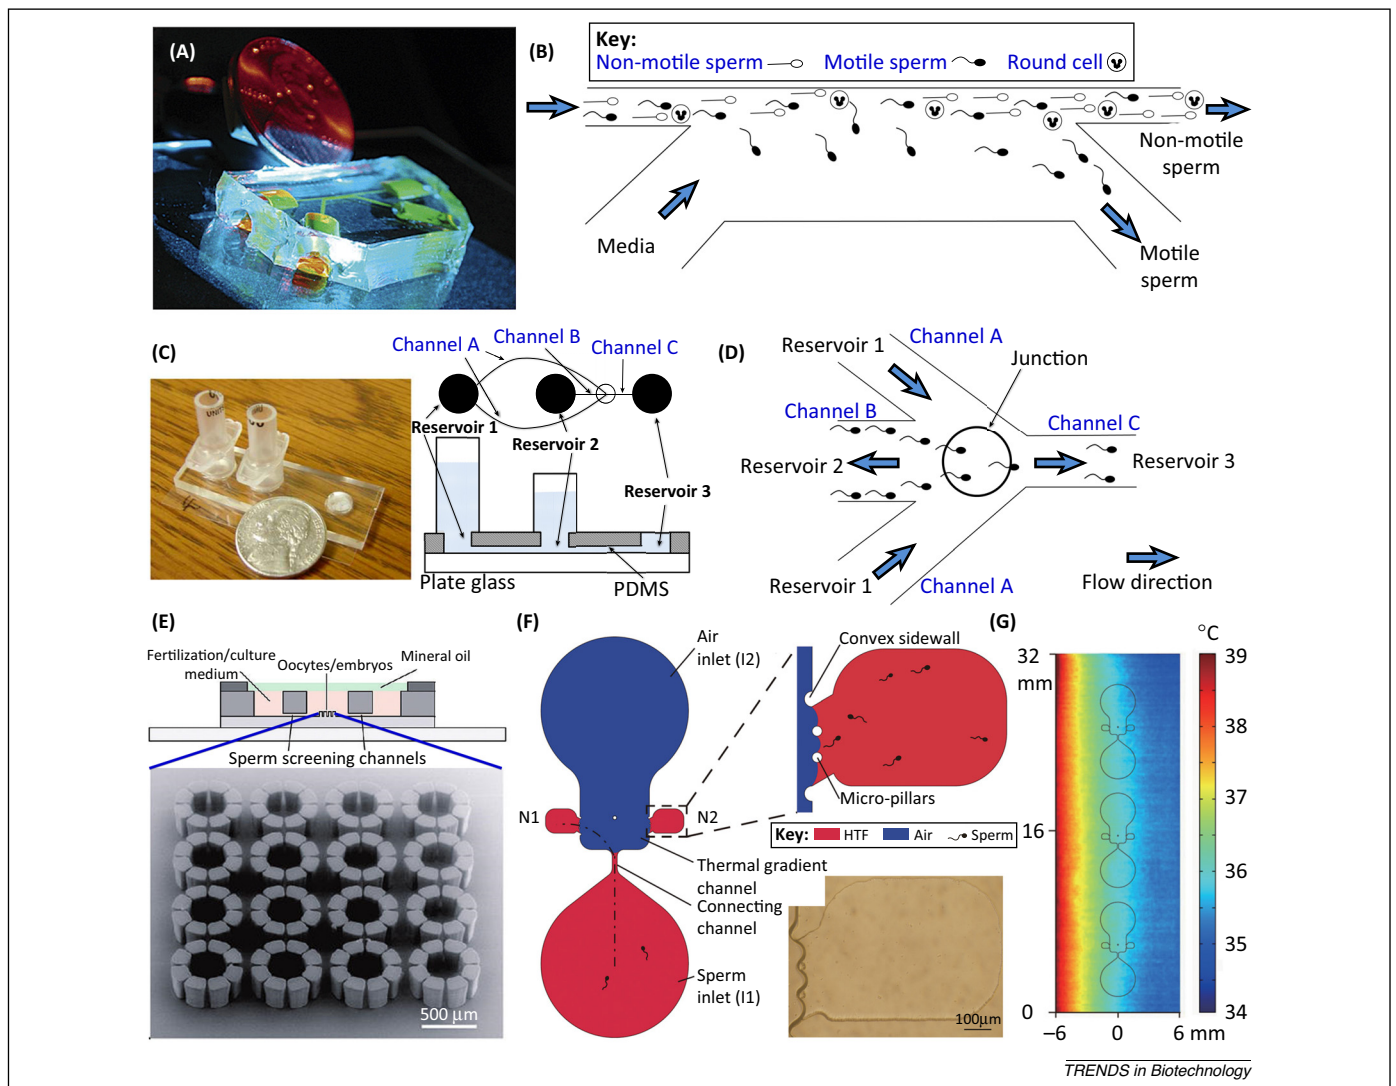 (A)
(B)
Key:
Non-motile sperm
Motile sperm
Round cell
Non-motile
sperm
Media
Motile
sperm
(C)
Channel A
Channel B
Channel C
Reservoir 1
Reservoir 2
Reservoir 3
Plate glass
PDMS
(D)
Reservoir 1
Channel A
Junction
Channel B
Channel C
Reservoir 2
Reservoir 3
Reservoir 1
Channel A
Flow direction
(E)
Fertilization/culture
medium
Oocytes/embryos
Mineral oil
Sperm screening channels
500 µm
(F)
Air
inlet (I2)
N1
N2
Thermal gradient
channel
Connecting
channel
Sperm
inlet (I1)
Convex sidewall
Micro-pillars
Key: HTF Air Sperm
100µm
(G)
°C
32
mm
16
0
−6
0
6 mm
39
38
37
36
35
34
TRENDS in Biotechnology